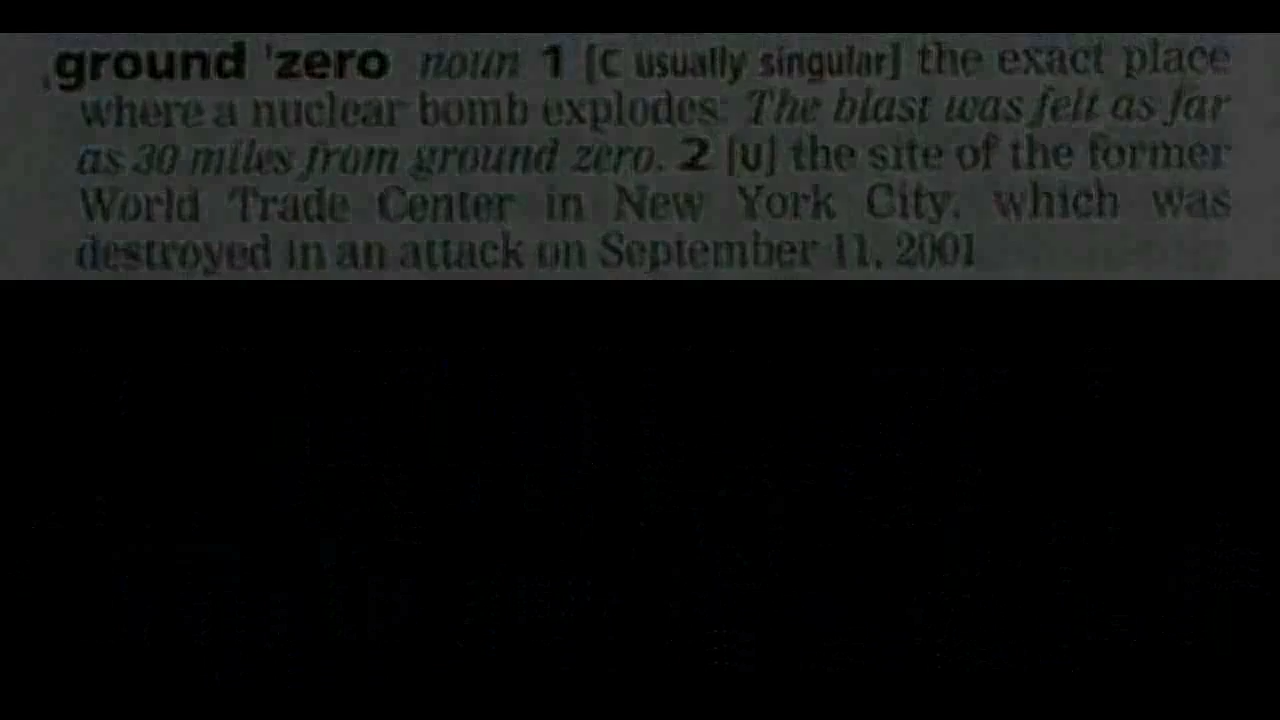 ˌground ˈzero noun 1 [C usually singular] the exact place
where a nuclear bomb explodes: The blast was felt as far
as 30 miles from ground zero. 2 [U] the site of the former
World Trade Center in New York City, which was
destroyed in an attack on September 11, 2001